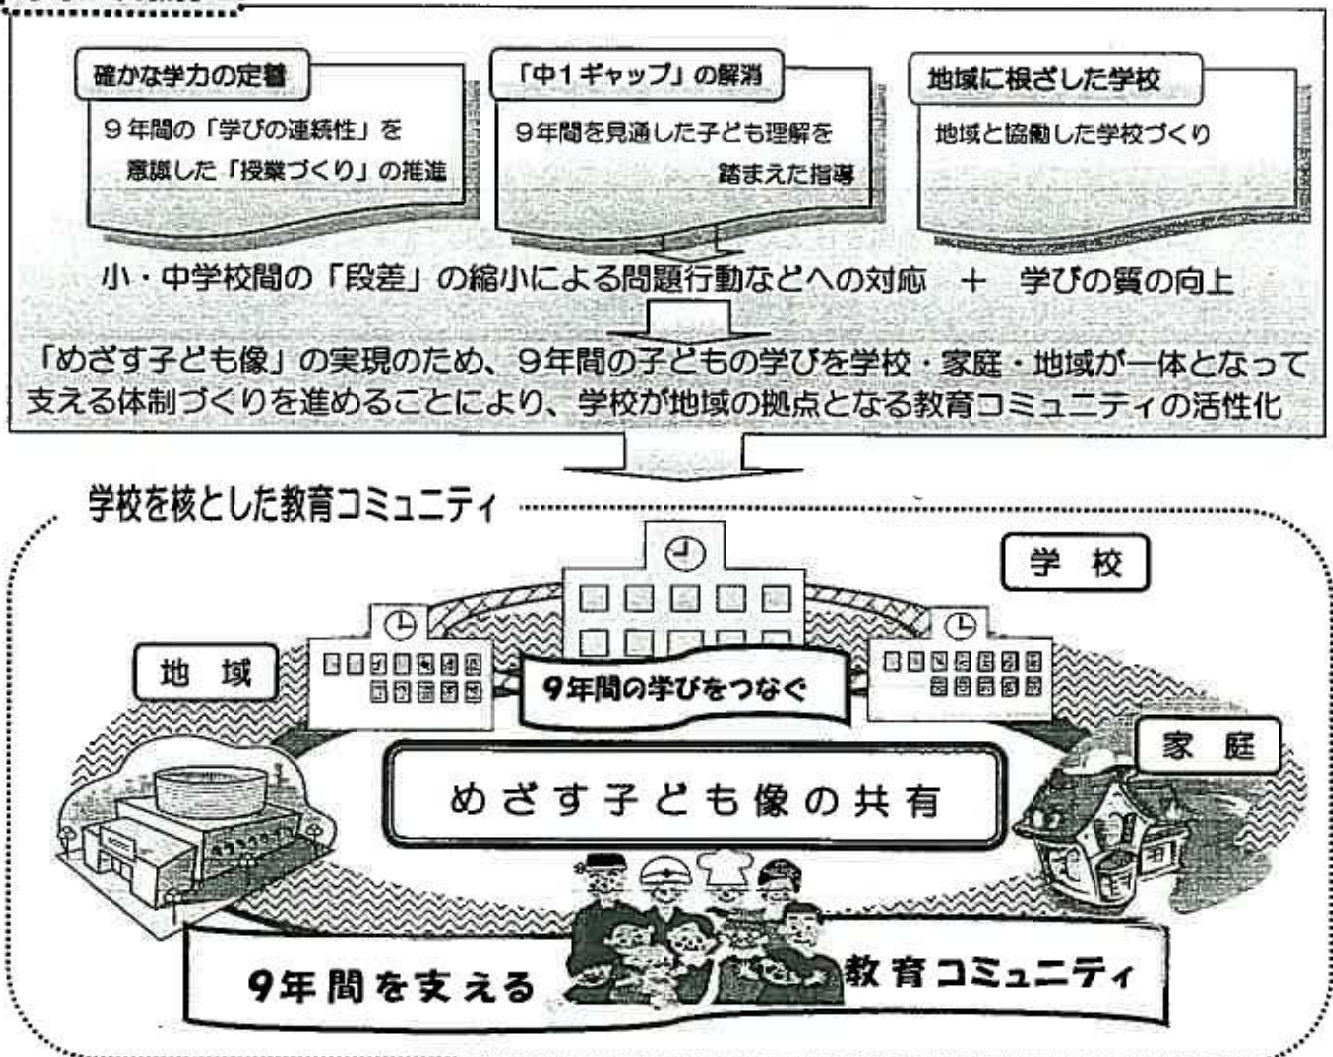 確かな学力の定着
9年間の「学びの連続性」を
意識した「授業づくり」の推進
「中1ギャップ」の解消
9年間を見通した子ども理解を
踏まえた指導
地域に根ざした学校
地域と協働した学校づくり
小・中学校間の「段差」の縮小による問題行動などへの対応 + 学びの質の向上
「めざす子ども像」の実現のため、9年間の子どもの学びを学校・家庭・地域が一体となって
支える体制づくりを進めることにより、学校が地域の拠点となる教育コミュニティの活性化
学校を核とした教育コミュニティ
学校
地域
9年間の学びをつなぐ
家庭
めざす子ども像の共有
9年間を支える 教育コミュニティ